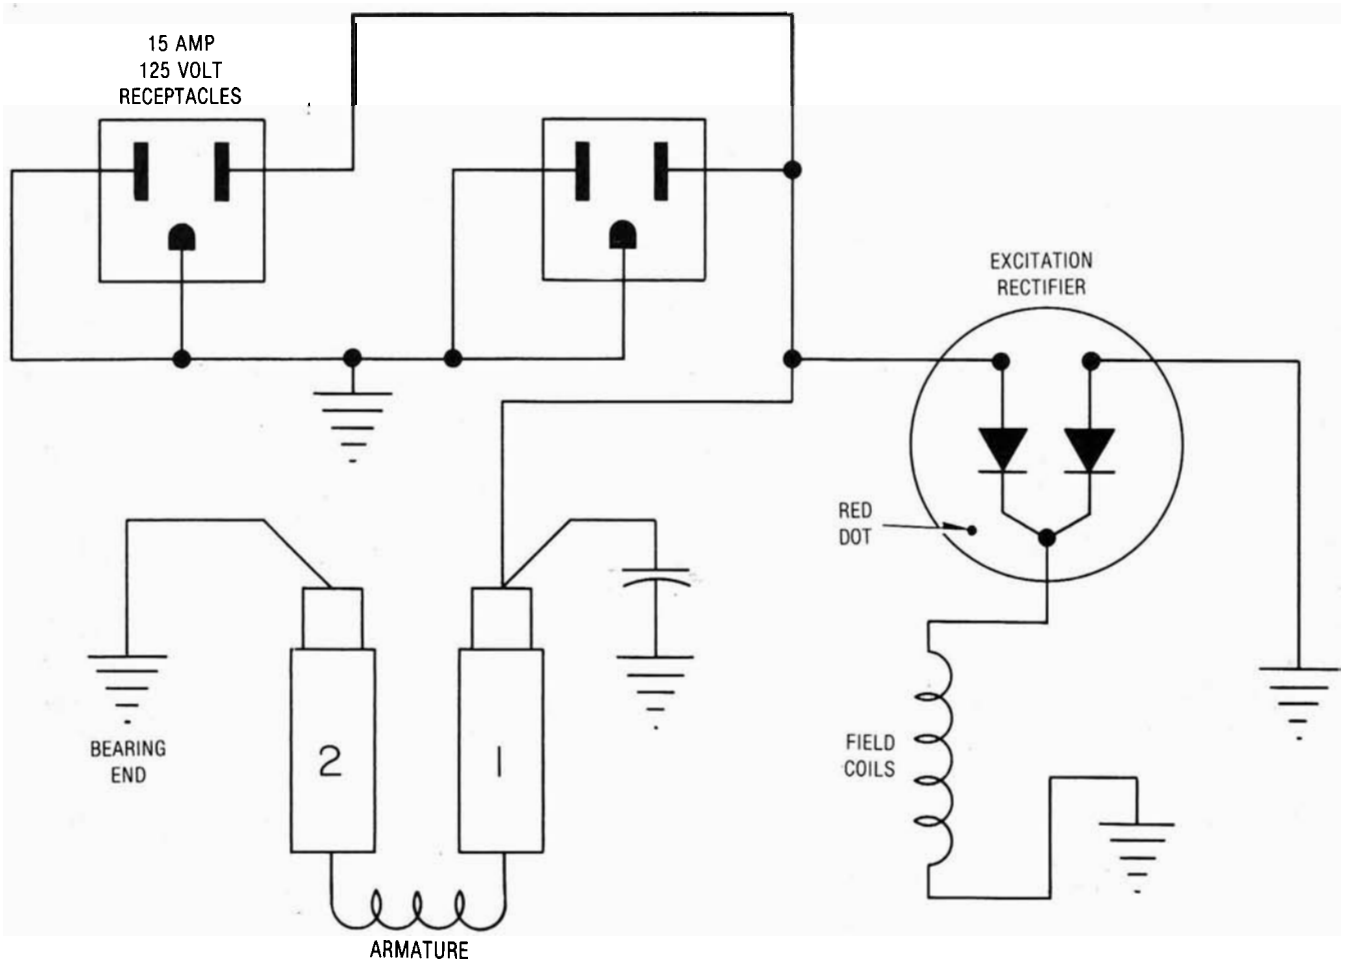 15 AMP
125 VOLT
RECEPTACLES
EXCITATION
RECTIFIER
RED
DOT
BEARING
END
2
1
FIELD
COILS
ARMATURE